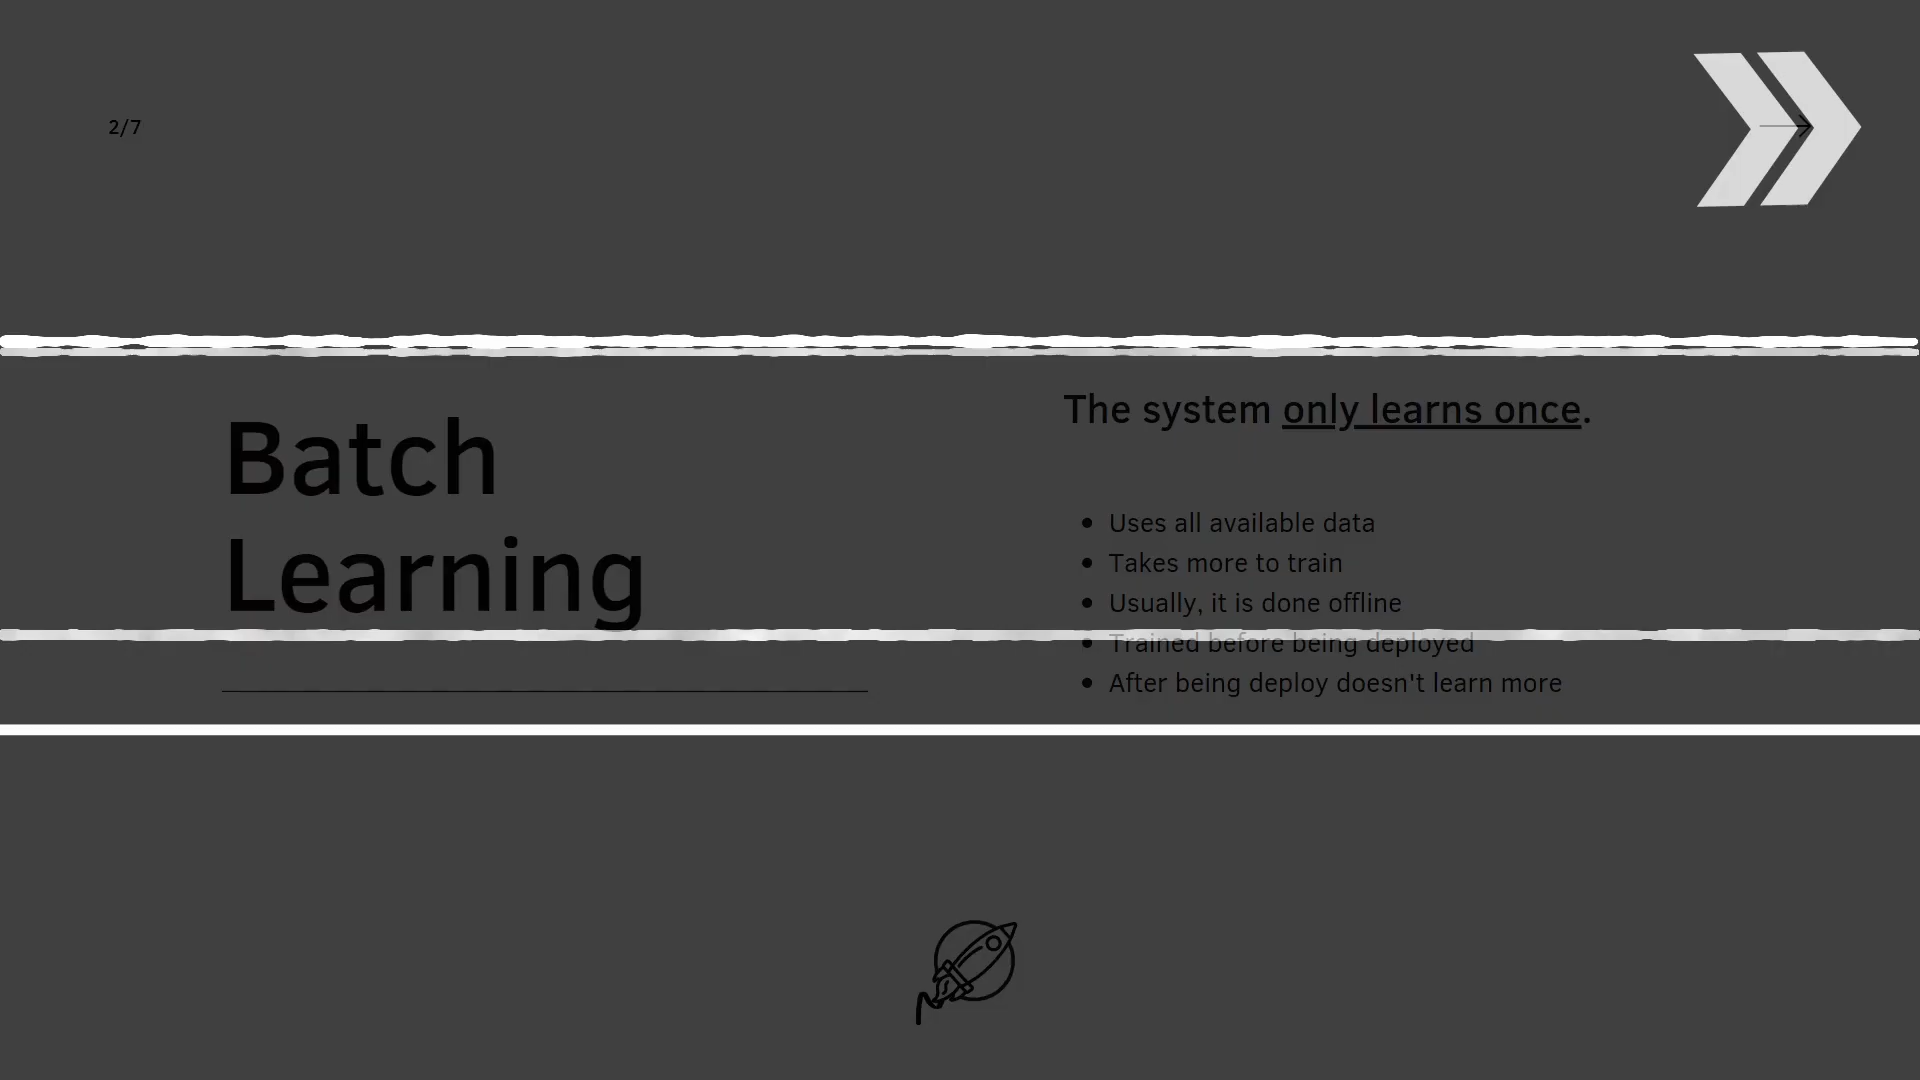 2/7
Batch
Learning
The system only learns once.
Uses all available data
Takes more to train
Usually, it is done offline
Trained before being deployed
After being deploy doesn't learn more